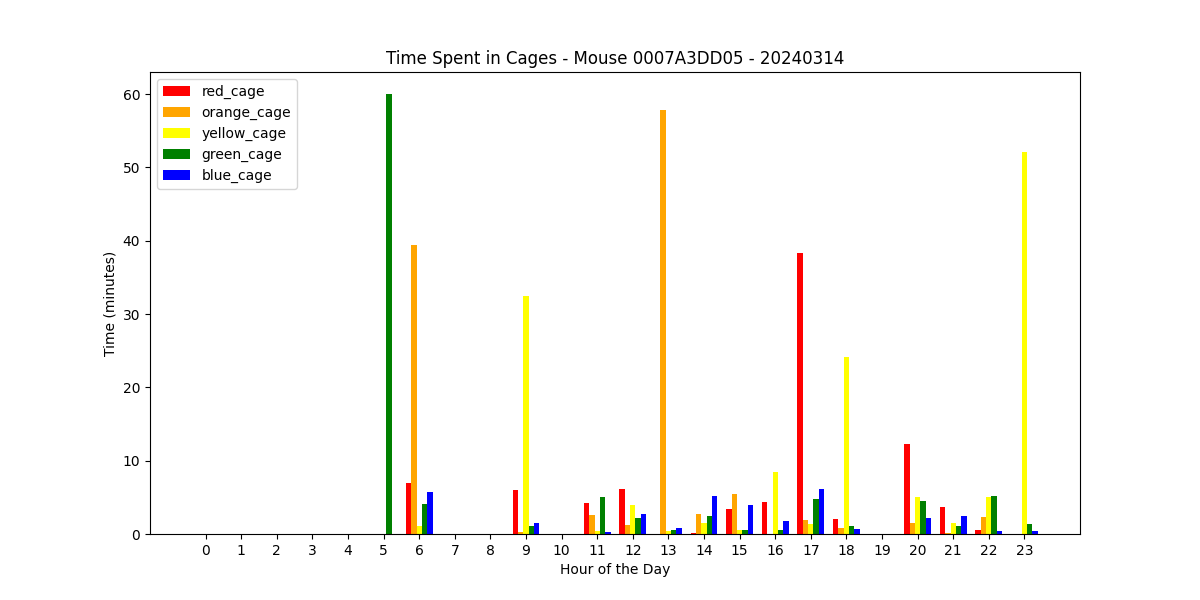 Time Spent in Cages - Mouse 0007A3DD05 - 20240314
red_cage
orange_cage
yellow_cage
green_cage
blue_cage
Time (minutes)
60
50
40
30
20
10
0
0 1 2 3 4 5 6 7 8 9 10 11 12 13 14 15 16 17 18 19 20 21 22 23
Hour of the Day